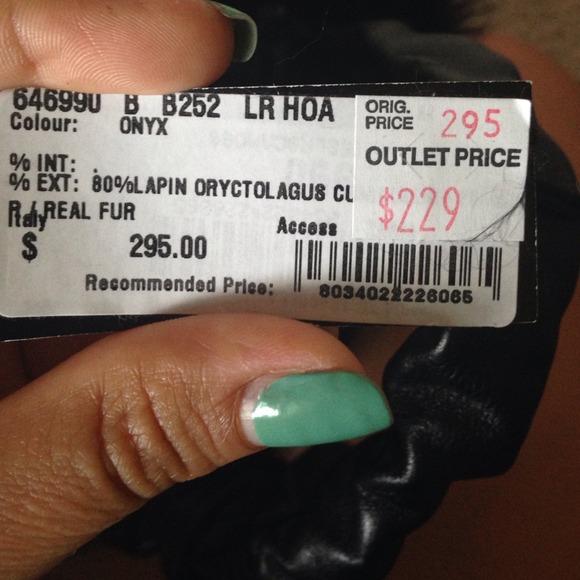 64699U B B252 LR HOA
Colour: ONYX
% INT: .
% EXT: 80%LAPIN ORYCTOLAGUS CU
R / REAL FUR
Italy
Access
$ 295.00
Recommended Price:
8034022226065
ORIG.
PRICE 295
OUTLET PRICE
$229